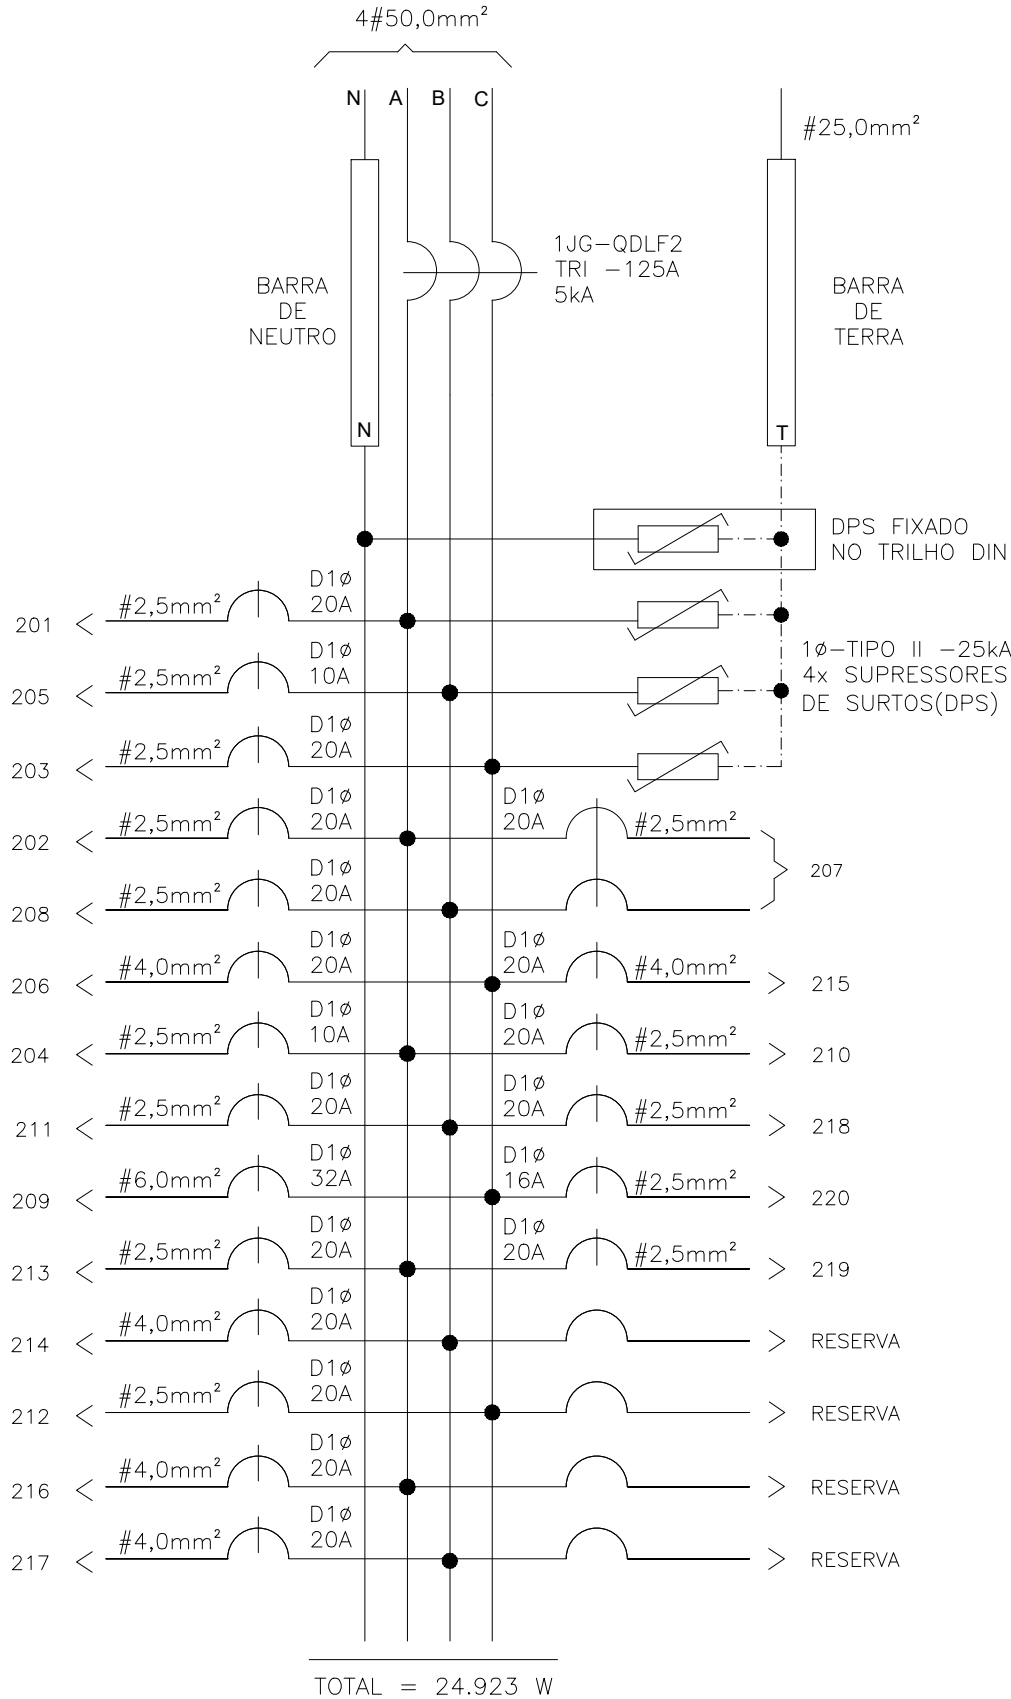 4#50,0mm²
N A B C
#25,0mm²
1JG-QDLF2
TRI -125A
5kA
BARRA
DE
NEUTRO
BARRA
DE
TERRA
N
T
DPS FIXADO
NO TRILHO DIN
D1ø
20A
#2,5mm²
201
1ø-TIPO II -25kA
4x SUPRESSORES
DE SURTOS(DPS)
D1ø
10A
#2,5mm²
205
D1ø
20A
#2,5mm²
203
D1ø
20A
#2,5mm²
202
D1ø
20A
#2,5mm²
207
D1ø
20A
#2,5mm²
208
D1ø
20A
#4,0mm²
206
D1ø
20A
#4,0mm²
215
D1ø
10A
#2,5mm²
204
D1ø
20A
#2,5mm²
210
D1ø
20A
#2,5mm²
211
D1ø
20A
#2,5mm²
218
D1ø
32A
#6,0mm²
209
D1ø
16A
#2,5mm²
220
D1ø
20A
#2,5mm²
213
D1ø
20A
#2,5mm²
219
D1ø
20A
#4,0mm²
214
RESERVA
D1ø
20A
#2,5mm²
212
RESERVA
D1ø
20A
#4,0mm²
216
RESERVA
D1ø
20A
#4,0mm²
217
RESERVA
TOTAL = 24.923 W